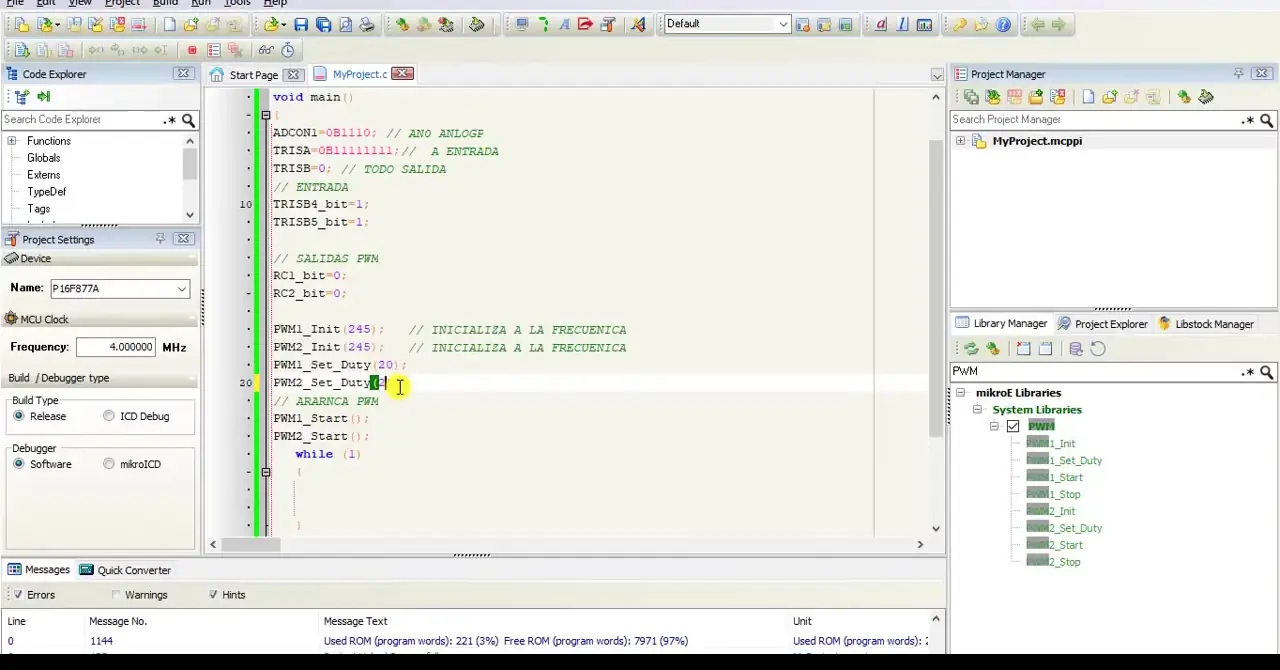 File Edit View Project Build Run Tools Help
Default
Code Explorer
Start Page
MyProject.c
Project Manager
Search Code Explorer
Search Project Manager
Functions
Globals
Externs
TypeDef
Tags
MyProject.mcppi
void main()
{
ADCON1=0B1110; // AN0 ANLOGP
TRISA=0B11111111;// A ENTRADA
TRISB=0; // TODO SALIDA
// ENTRADA
10 TRISB4_bit=1;
TRISB5_bit=1;
// SALIDAS PWM
RC1_bit=0;
RC2_bit=0;
PWM1_Init(245); // INICIALIZA A LA FRECUENICA
PWM2_Init(245); // INICIALIZA A LA FRECUENICA
PWM1_Set_Duty(20);
20 PWM2_Set_Duty(2
// ARARNCA PWM
PWM1_Start();
PWM2_Start();
while (1)
{
}
Project Settings
Device
Name: P16F877A
MCU Clock
Frequency: 4.000000 MHz
Build / Debugger type
Build Type
Release ICD Debug
Debugger
Software mikroICD
Library Manager Project Explorer Libstock Manager
PWM
mikroE Libraries
System Libraries
PWM
PWM1_Init
PWM1_Set_Duty
PWM1_Start
PWM1_Stop
PWM2_Init
PWM2_Set_Duty
PWM2_Start
PWM2_Stop
Messages Quick Converter
Errors Warnings Hints
Line Message No. Message Text Unit
0 1144 Used ROM (program words): 221 (3%) Free ROM (program words): 7971 (97%) Used ROM (program words): 2